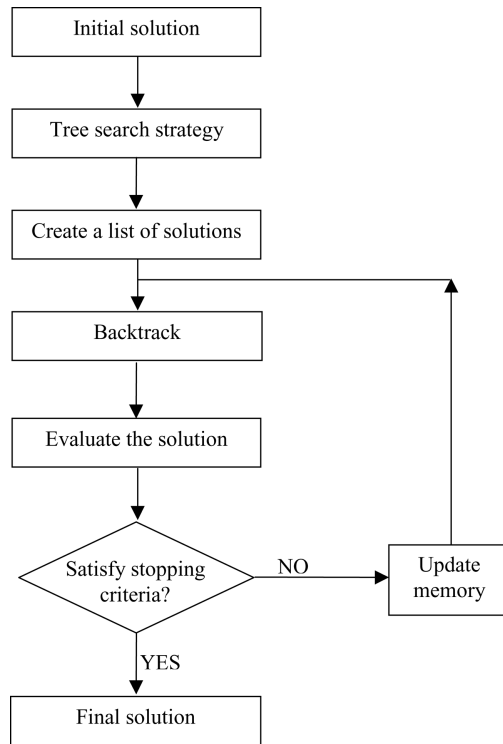 Initial solution
Tree search strategy
Create a list of solutions
Backtrack
Evaluate the solution
Satisfy stopping
criteria?
NO
Update
memory
YES
Final solution